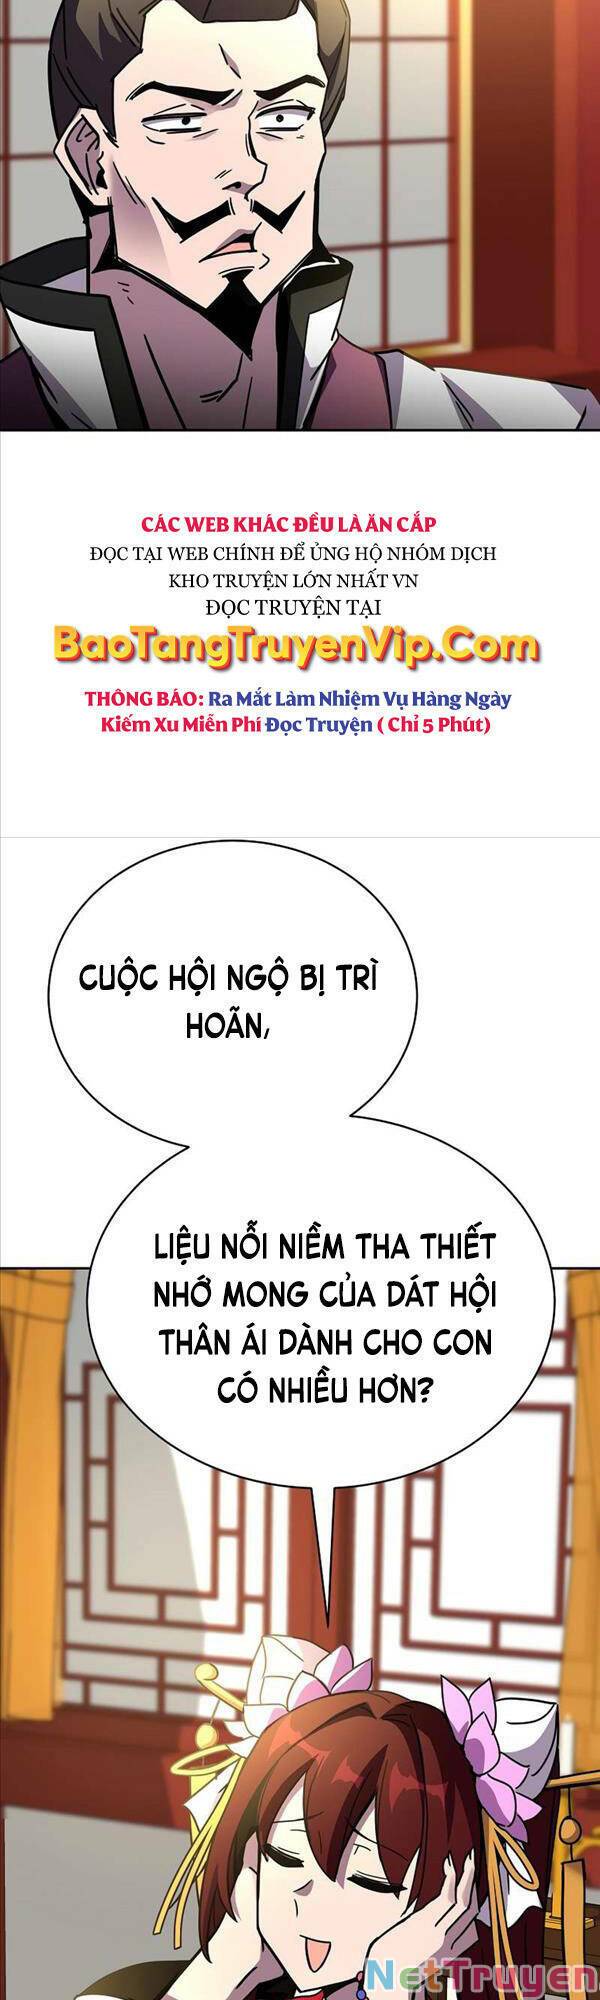 CÁC WEB KHÁC ĐỀU LÀ ĂN CẮP
ĐỌC TẠI WEB CHÍNH ĐỂ ỦNG HỘ NHÓM DỊCH
KHO TRUYỆN LỚN NHẤT VN
ĐỌC TRUYỆN TẠI
BaoTangTruyenVip.Com
THÔNG BÁO: Ra Mắt Làm Nhiệm Vụ Hàng Ngày
Kiếm Xu Miễn Phí Đọc Truyện ( Chỉ 5 Phút)
CUỘC HỘI NGỘ BỊ TRÌ
HOÃN,
LIỆU NỖI NIỀM THA THIẾT
NHỚ MONG CỦA DÁT HỘI
THÂN ÁI DÀNH CHO CON
CÓ NHIỀU HƠN?
NetTruyen